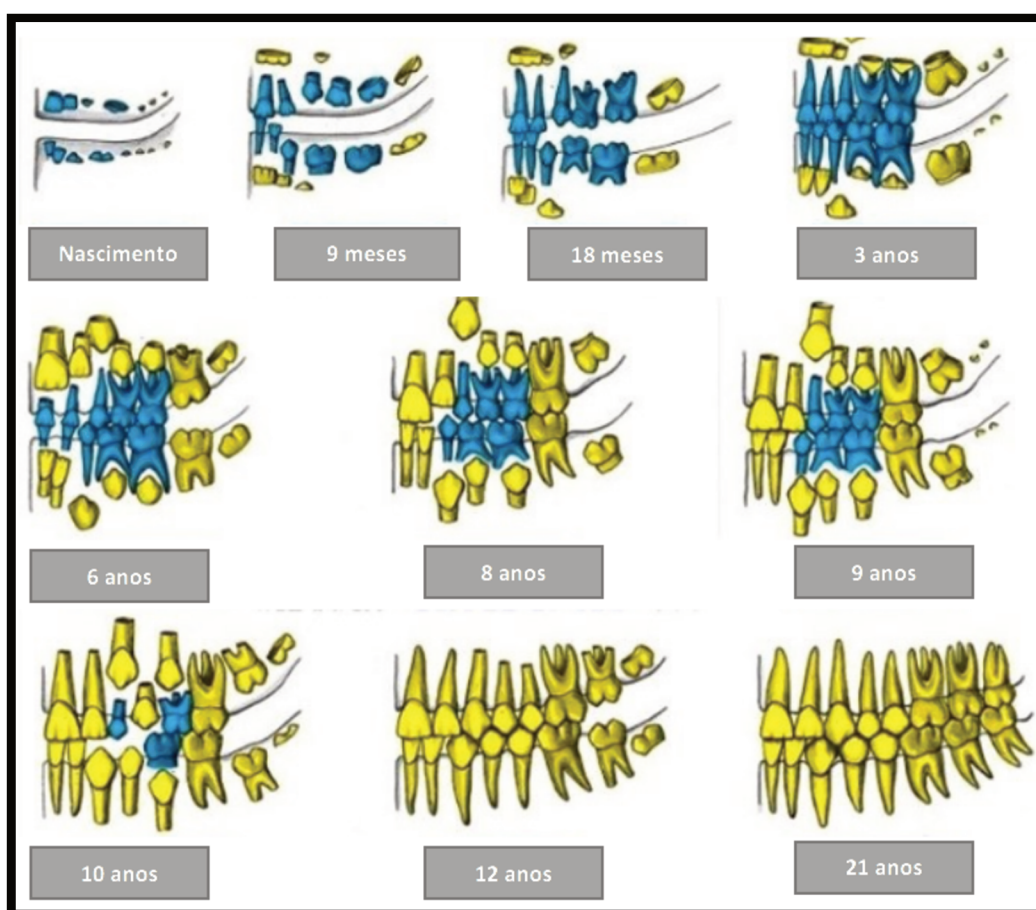 Nascimento
9 meses
18 meses
3 anos
6 anos
8 anos
9 anos
10 anos
12 anos
21 anos